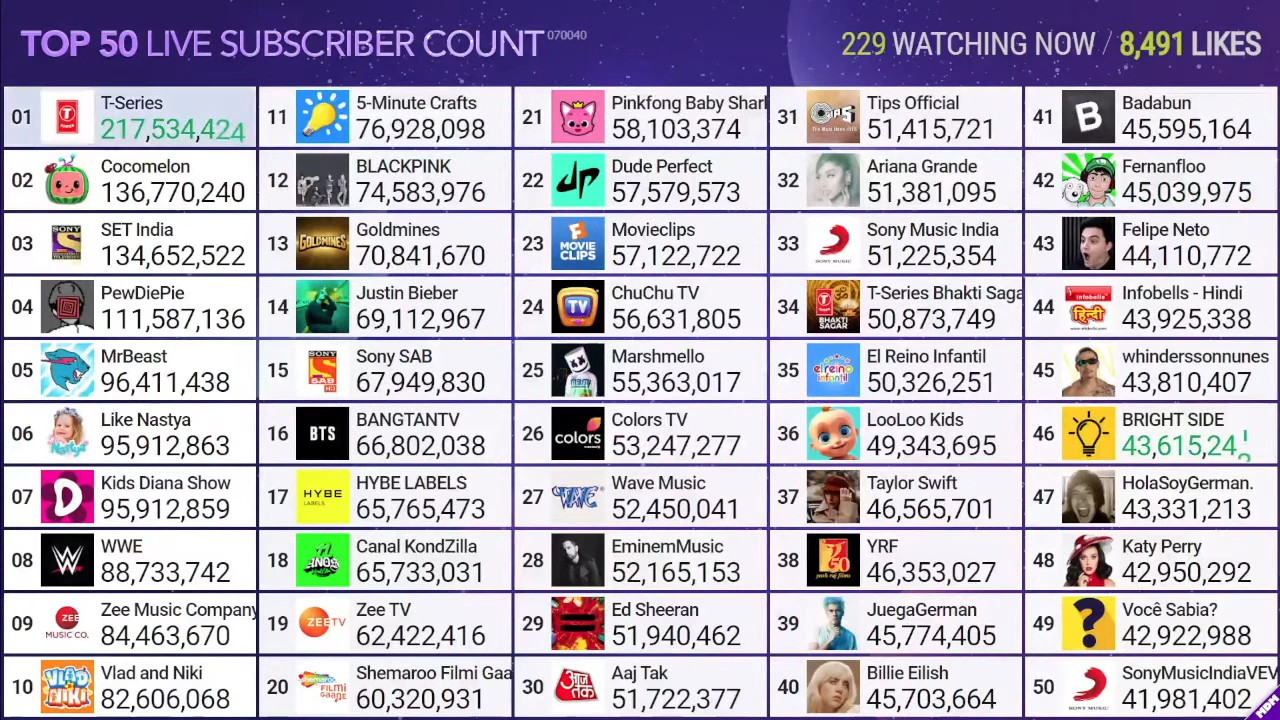 TOP 50 LIVE SUBSCRIBER COUNT 070040
229 WATCHING NOW / 8,491 LIKES
01 T-Series
217,534,424
02 Cocomelon
136,770,240
03 SET India
134,652,522
04 PewDiePie
111,587,136
05 MrBeast
96,411,438
06 Like Nastya
95,912,863
07 Kids Diana Show
95,912,859
08 WWE
88,733,742
09 Zee Music Company
84,463,670
10 Vlad and Niki
82,606,068
11 5-Minute Crafts
76,928,098
12 BLACKPINK
74,583,976
13 Goldmines
70,841,670
14 Justin Bieber
69,112,967
15 Sony SAB
67,949,830
16 BANGTANTV
66,802,038
17 HYBE LABELS
65,765,473
18 Canal KondZilla
65,733,031
19 Zee TV
62,422,416
20 Shemaroo Filmi Gaa
60,320,931
21 Pinkfong Baby Shark
58,103,374
22 Dude Perfect
57,579,573
23 Movieclips
57,122,722
24 ChuChu TV
56,631,805
25 Marshmello
55,363,017
26 Colors TV
53,247,277
27 Wave Music
52,450,041
28 EminemMusic
52,165,153
29 Ed Sheeran
51,940,462
30 Aaj Tak
51,722,377
31 Tips Official
51,415,721
32 Ariana Grande
51,381,095
33 Sony Music India
51,225,354
34 T-Series Bhakti Saga
50,873,749
35 El Reino Infantil
50,326,251
36 LooLoo Kids
49,343,695
37 Taylor Swift
46,565,701
38 YRF
46,353,027
39 JuegaGerman
45,774,405
40 Billie Eilish
45,703,664
41 Badabun
45,595,164
42 Fernanfloo
45,039,975
43 Felipe Neto
44,110,772
44 Infobells - Hindi
43,925,338
45 whinderssonnunes
43,810,407
46 BRIGHT SIDE
43,615,24
47 HolaSoyGerman.
43,331,213
48 Katy Perry
42,950,292
49 Você Sabia?
42,922,988
50 SonyMusicIndiaVEV
41,981,402